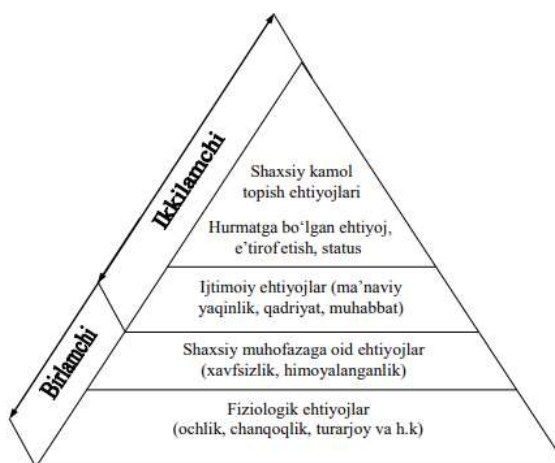 Ikkilamchi
Birlamchi
Shaxsiy kamol
topish ehtiyojlari
Hurmatga bo‘lgan ehtiyoj,
e’tirof etish, status
Ijtimoiy ehtiyojlar (ma’naviy
yaqinlik, qadriyat, muhabbat)
Shaxsiy muhofazaga oid ehtiyojlar
(xavfsizlik, himoyalanganlik)
Fiziologik ehtiyojlar
(ochlik, chanqoqlik, turarjoy va h.k)